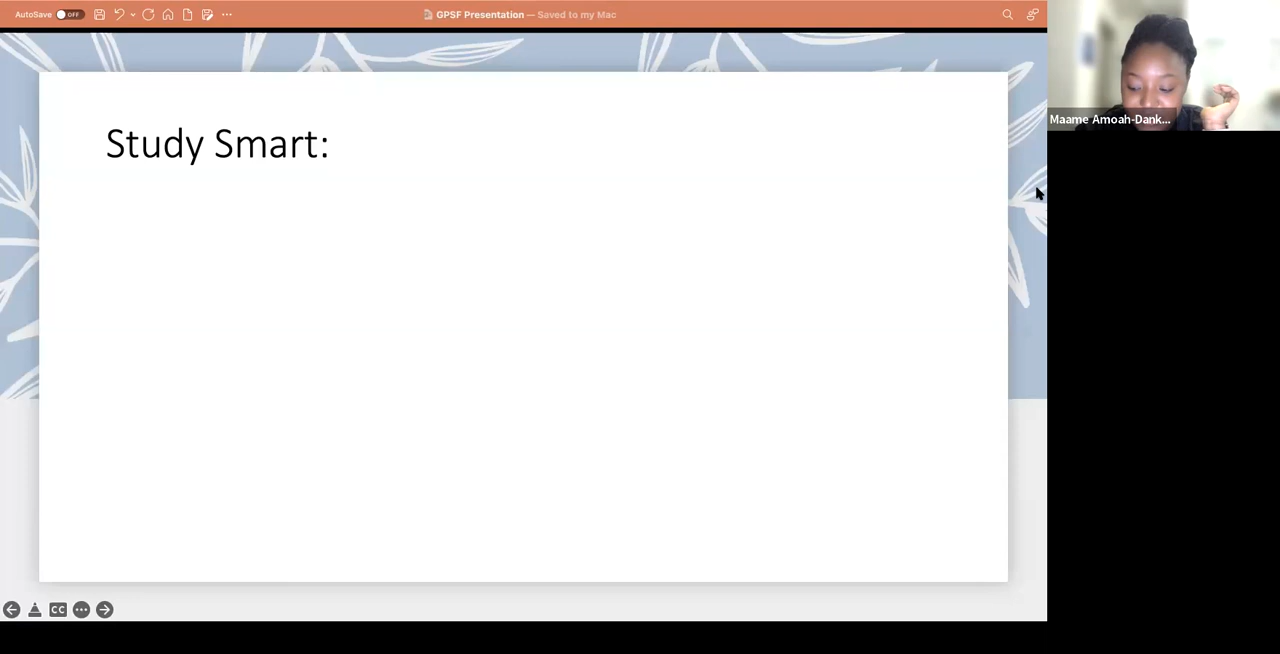 AutoSave OFF
GPSF Presentation — Saved to my Mac
Maame Amoah-Dank...
Study Smart:
CC